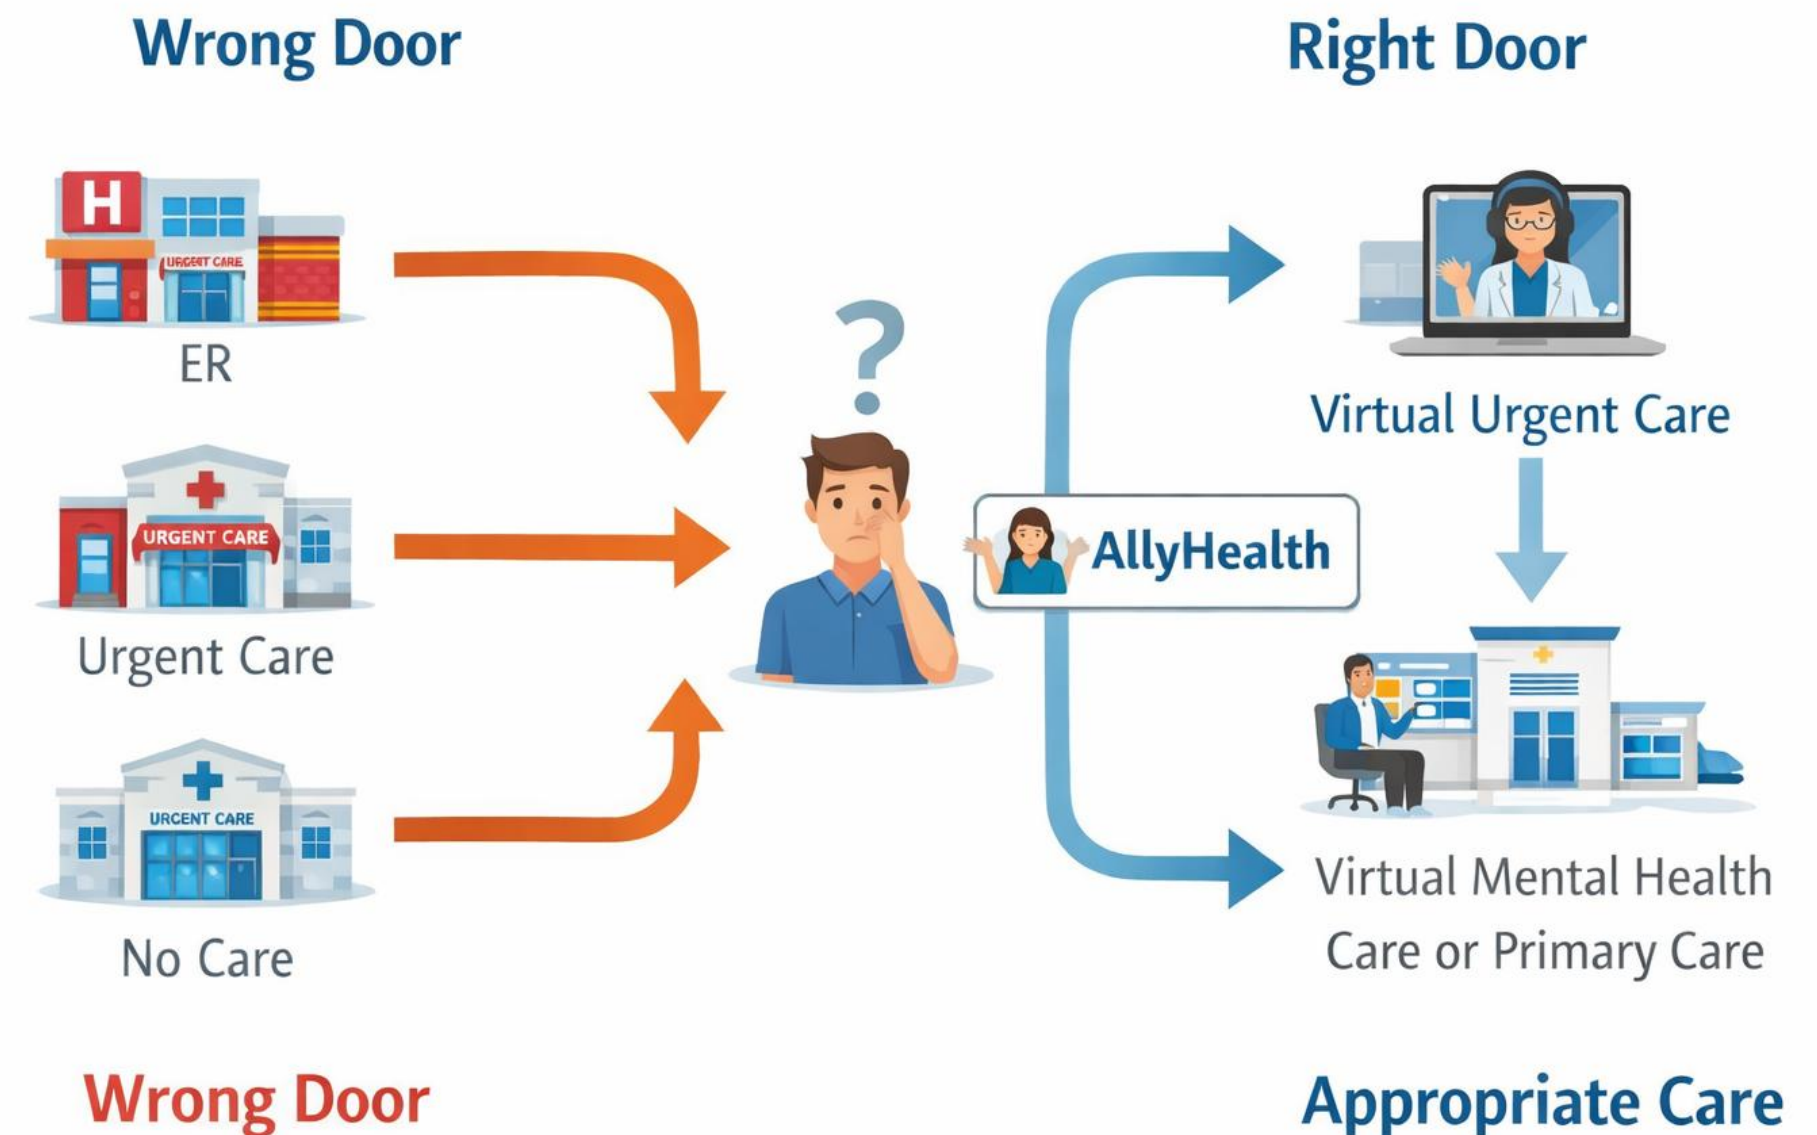 Wrong Door
Right Door
H
URGENT CARE
ER
?
Virtual Urgent Care
URGENT CARE
Urgent Care
AllyHealth
URGENT CARE
No Care
Virtual Mental Health
Care or Primary Care
Wrong Door
Appropriate Care